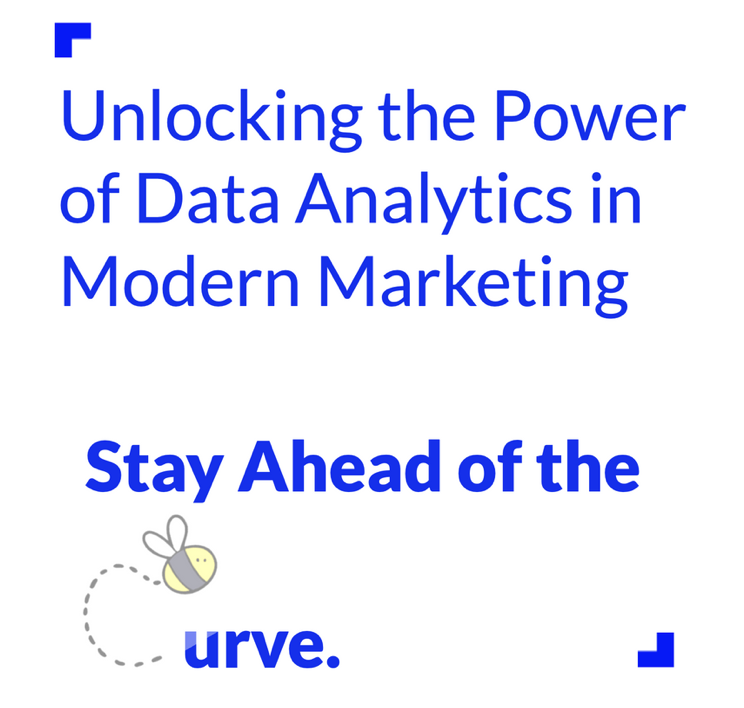 Unlocking the Power
of Data Analytics in
Modern Marketing
Stay Ahead of the
urve.